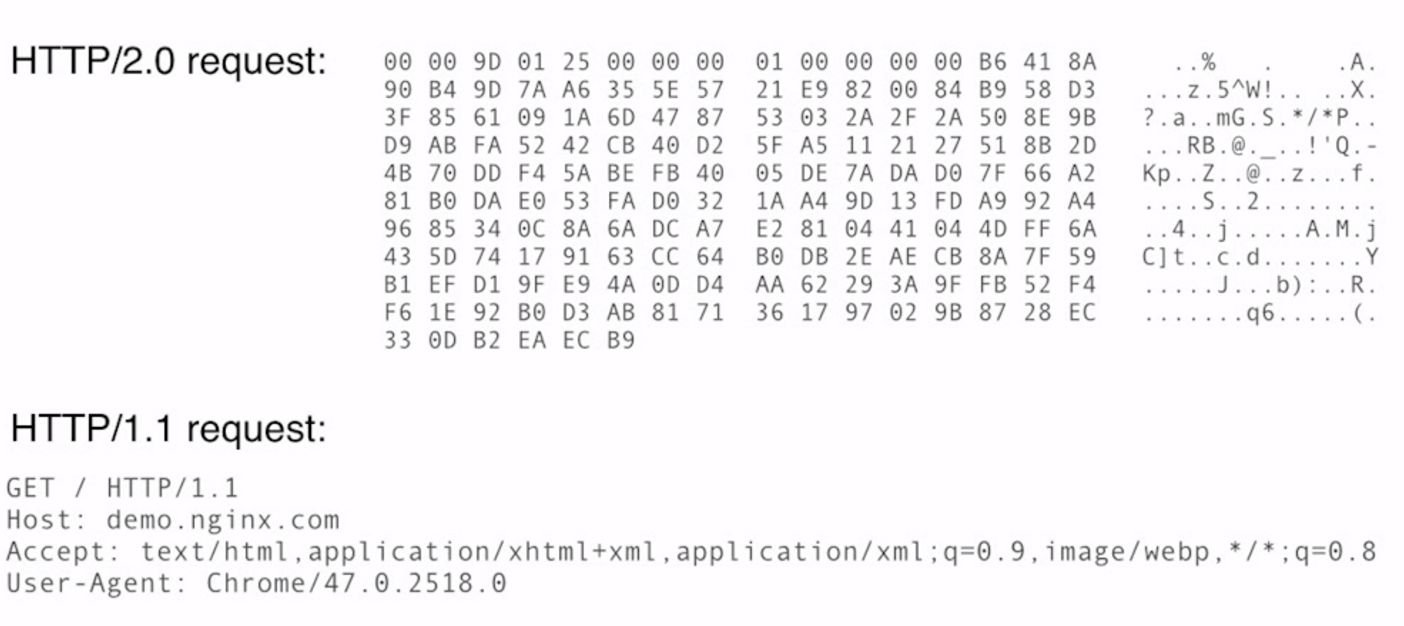 HTTP/2.0 request:
00 00 9D 01 25 00 00 00 01 00 00 00 00 B6 41 8A ..% . .A.
90 B4 9D 7A A6 35 5E 57 21 E9 82 00 84 B9 58 D3 ...z.5^W!.. ..X.
3F 85 61 09 1A 6D 47 87 53 03 2A 2F 2A 50 8E 9B ?.a..mG.S.*/*P..
D9 AB FA 52 42 CB 40 D2 5F A5 11 21 27 51 8B 2D ...RB.@._..!'Q.-
4B 70 DD F4 5A BE FB 40 05 DE 7A DA D0 7F 66 A2 Kp..Z..@..z...f.
81 B0 DA E0 53 FA D0 32 1A A4 9D 13 FD A9 92 A4 ....S..2........
96 85 34 0C 8A 6A DC A7 E2 81 04 41 04 4D FF 6A ..4..j.....A.M.j
43 5D 74 17 91 63 CC 64 B0 DB 2E AE CB 8A 7F 59 C]t..c.d.......Y
B1 EF D1 9F E9 4A 0D D4 AA 62 29 3A 9F FB 52 F4 .....J...b):..R.
F6 1E 92 B0 D3 AB 81 71 36 17 97 02 9B 87 28 EC .......q6.....(.
33 0D B2 EA EC B9
HTTP/1.1 request:
GET / HTTP/1.1
Host: demo.nginx.com
Accept: text/html,application/xhtml+xml,application/xml;q=0.9,image/webp,*/*;q=0.8
User-Agent: Chrome/47.0.2518.0